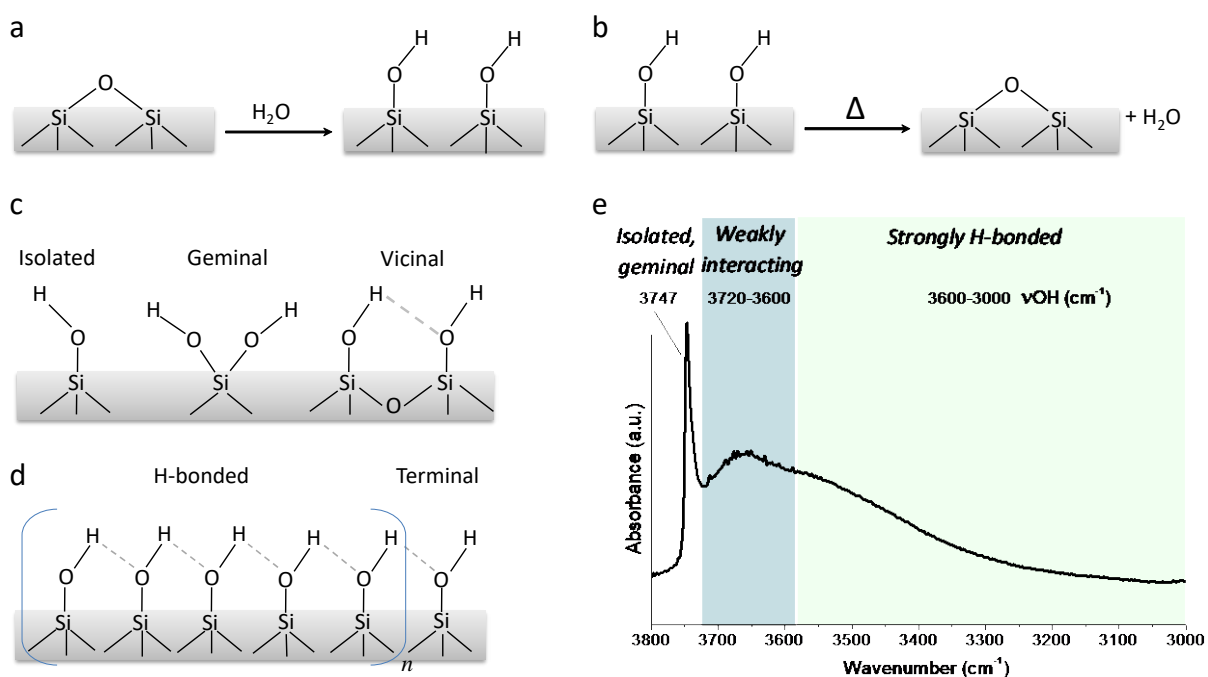 a
H
H
O
O
O
Si
Si
H₂O
Si
Si
b
H
H
O
O
Si
Si
Δ
O
Si
Si
+ H₂O
c
Isolated
Geminal
Vicinal
H
H
H
H
H
O
O
O
O
O
Si
Si
Si
Si
O
d
H-bonded
Terminal
H
H
H
H
H
H
O
O
O
O
O
O
Si
Si
Si
Si
Si
Si
n
e
Isolated,
geminal
Weakly
interacting
Strongly H-bonded
3747
3720-3600
3600-3000 νOH (cm⁻¹)
Absorbance (a.u.)
3800 3700 3600 3500 3400 3300 3200 3100 3000
Wavenumber (cm⁻¹)